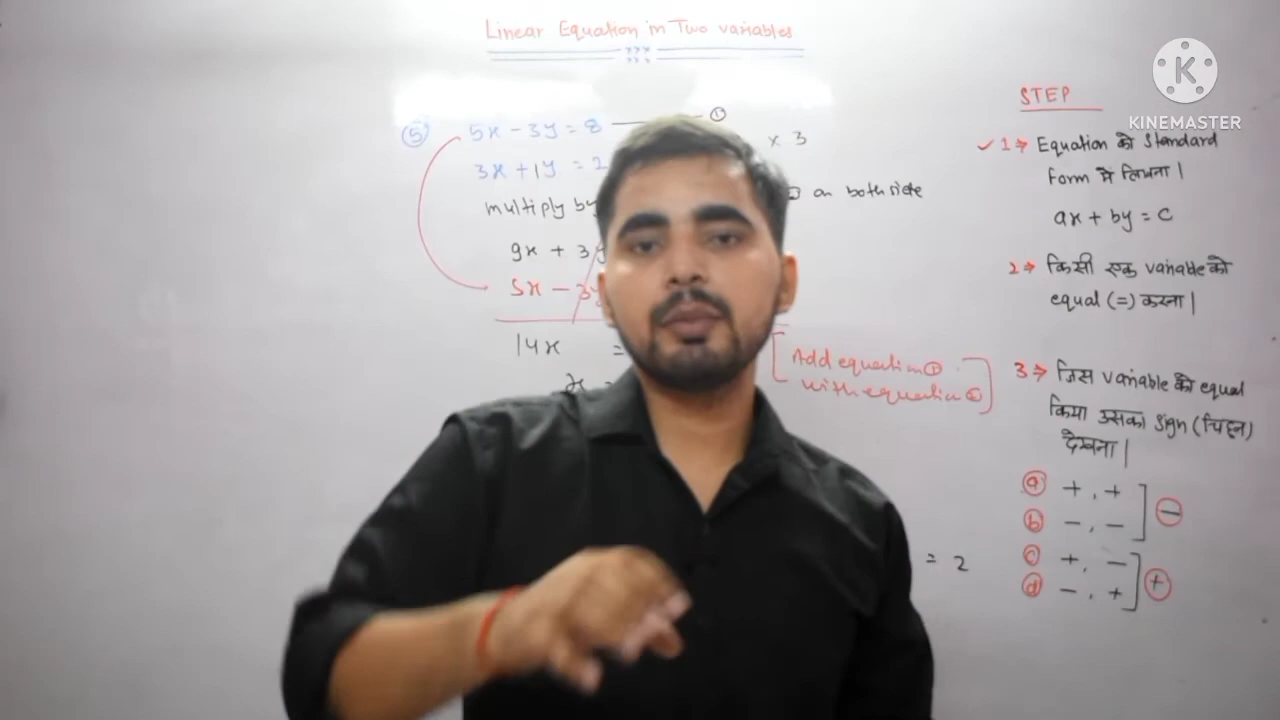 Linear Equation in Two variables
⑤ 5x - 3y = 8 ①
3x + 1y = 2 × 3
multiply by on both side
9x + 3y
5x - 3y
14x =
x
Add equation ①
with equation
= 2
STEP
✓ 1⇒ Equation को Standard
Form में लिखना।
ax + by = c
2⇒ किसी एक variable को
equal (=) करना।
3⇒ जिस variable को equal
किया उसका sign (चिह्न)
देखना।
ⓐ +, +
ⓑ -, - ⊖
ⓒ +, -
ⓓ -, + ⊕
K
KINEMASTER